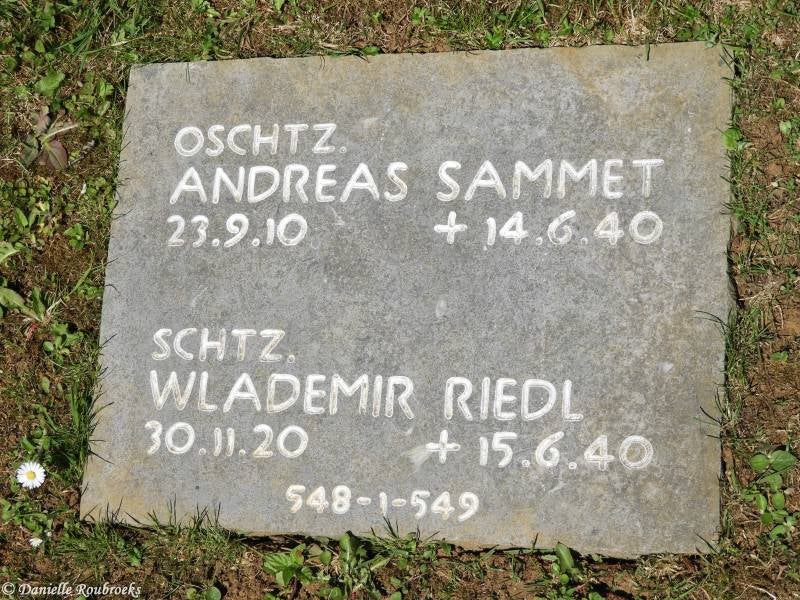 OSCHTZ.
ANDREAS SAMMET
23.9.10 + 14.6.40
SCHTZ.
WLADEMIR RIEDL
30.11.20 + 15.6.40
548-1-549
© Danielle Roubroeks